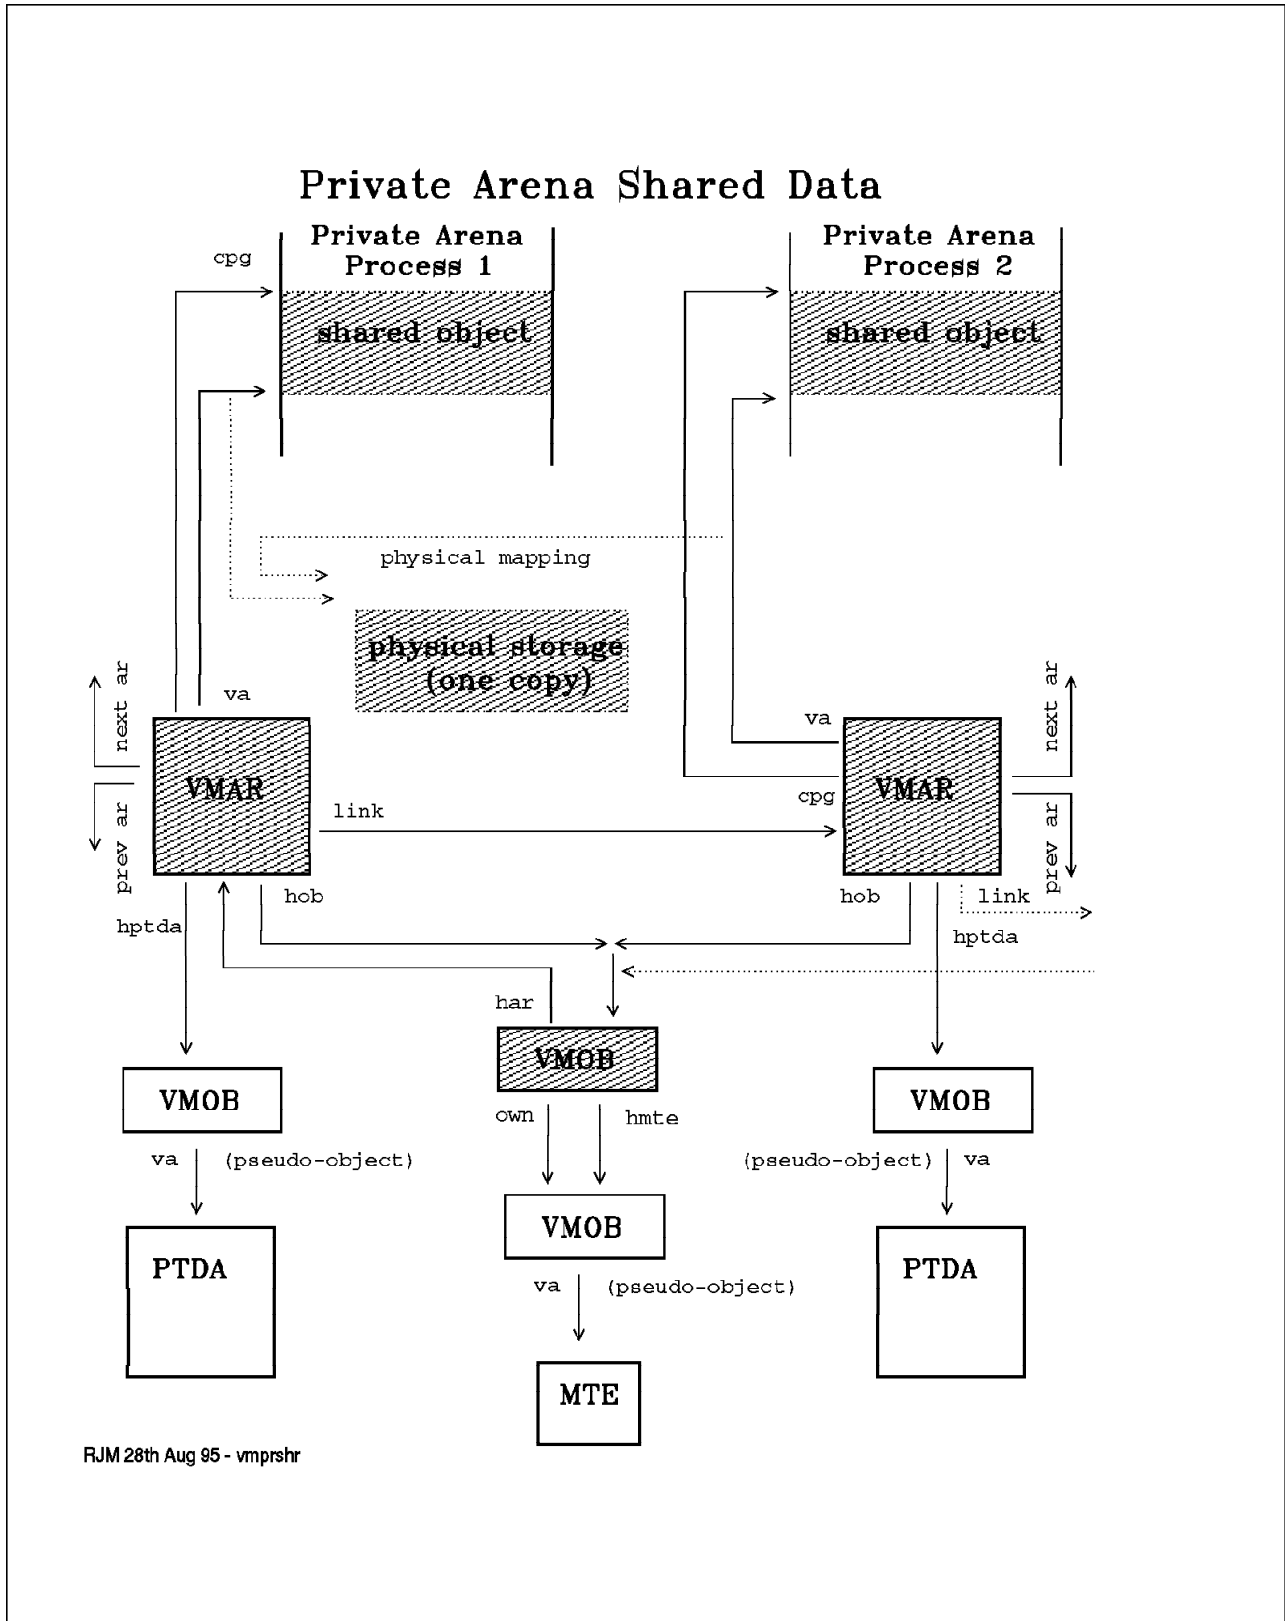 Private Arena Shared Data
Private Arena
Process 1
Private Arena
Process 2
cpg
shared object
shared object
physical mapping
physical storage
(one copy)
next ar
va
va
next ar
VMAR
VMAR
cpg
prev ar
link
prev ar
hob
hob
link
hptda
hptda
har
VMOB
VMOB
own
hmte
VMOB
va
(pseudo-object)
(pseudo-object)
va
VMOB
PTDA
PTDA
va
(pseudo-object)
MTE
RJM 28th Aug 95 - vmprshr